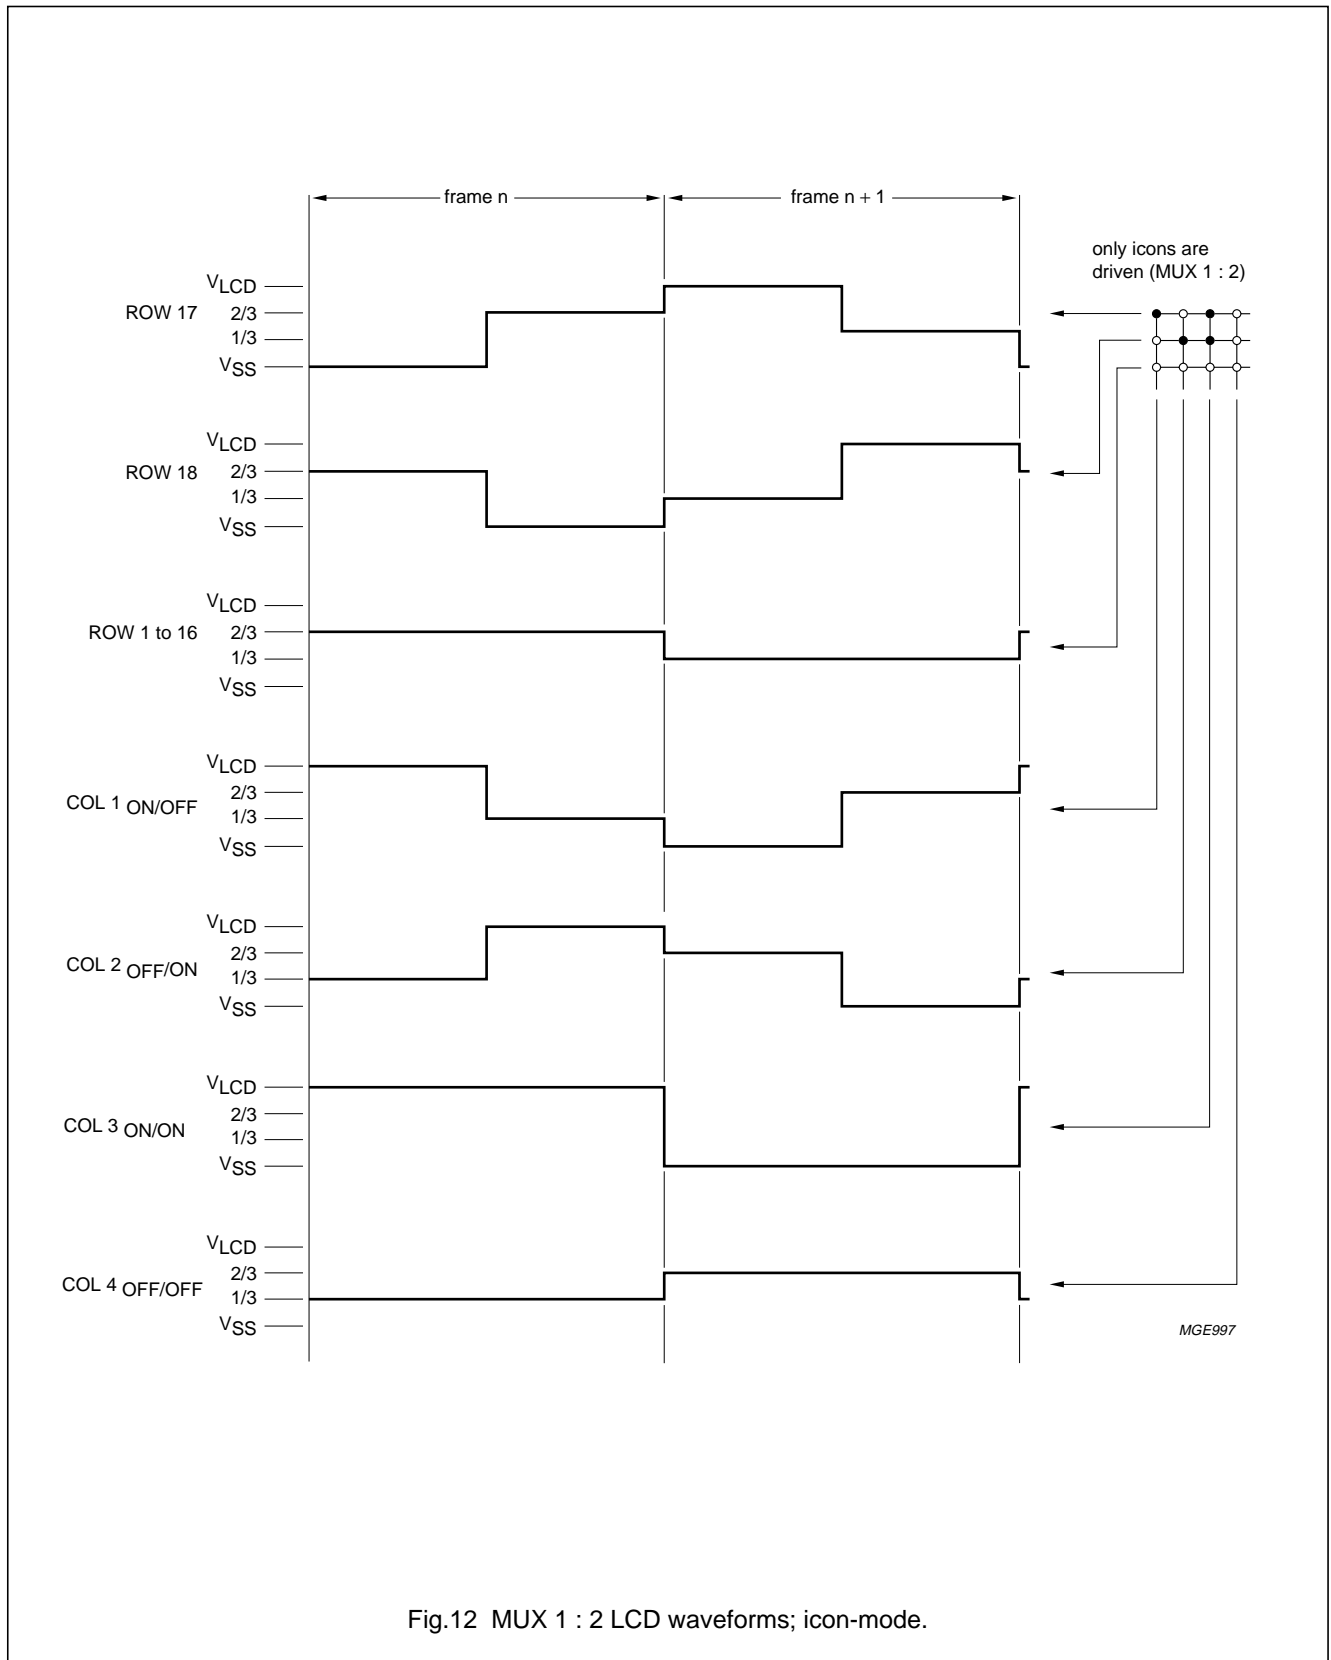 frame n
frame n + 1
only icons are
driven (MUX 1 : 2)
ROW 17
VLCD
2/3
1/3
VSS
ROW 18
VLCD
2/3
1/3
VSS
ROW 1 to 16
VLCD
2/3
1/3
VSS
COL 1 ON/OFF
VLCD
2/3
1/3
VSS
COL 2 OFF/ON
VLCD
2/3
1/3
VSS
COL 3 ON/ON
VLCD
2/3
1/3
VSS
COL 4 OFF/OFF
VLCD
2/3
1/3
VSS
MGE997
Fig.12 MUX 1 : 2 LCD waveforms; icon-mode.